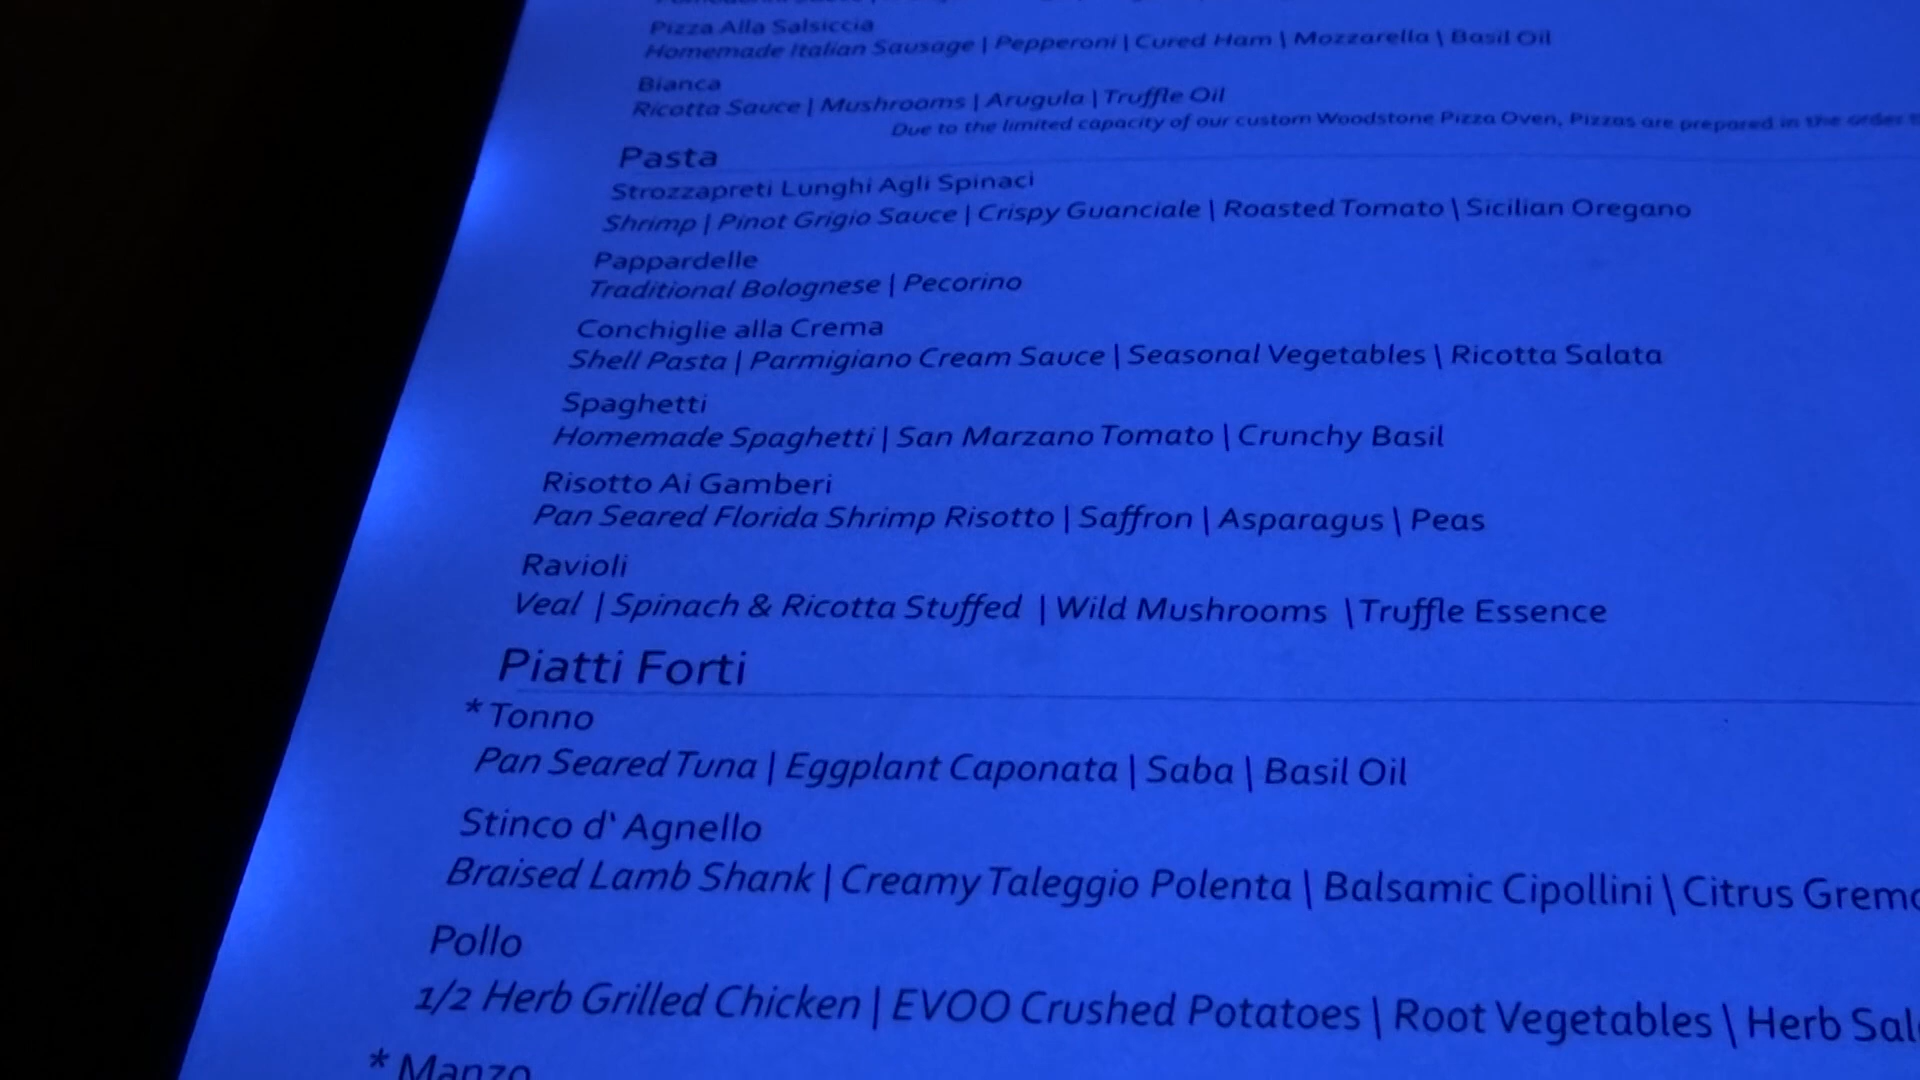 Pizza Alla Salsiccia
Homemade Italian Sausage | Pepperoni | Cured Ham | Mozzarella | Basil Oil
Bianca
Ricotta Sauce | Mushrooms | Arugula | Truffle Oil
Due to the limited capacity of our custom Woodstone Pizza Oven, Pizzas are prepared in the order
Pasta
Strozzapreti Lunghi Agli Spinaci
Shrimp | Pinot Grigio Sauce | Crispy Guanciale | Roasted Tomato | Sicilian Oregano
Pappardelle
Traditional Bolognese | Pecorino
Conchiglie alla Crema
Shell Pasta | Parmigiano Cream Sauce | Seasonal Vegetables | Ricotta Salata
Spaghetti
Homemade Spaghetti | San Marzano Tomato | Crunchy Basil
Risotto Ai Gamberi
Pan Seared Florida Shrimp Risotto | Saffron | Asparagus | Peas
Ravioli
Veal | Spinach & Ricotta Stuffed | Wild Mushrooms | Truffle Essence
Piatti Forti
* Tonno
Pan Seared Tuna | Eggplant Caponata | Saba | Basil Oil
Stinco d' Agnello
Braised Lamb Shank | Creamy Taleggio Polenta | Balsamic Cipollini | Citrus Gremo
Pollo
1/2 Herb Grilled Chicken | EVOO Crushed Potatoes | Root Vegetables | Herb Sal
* Manzo